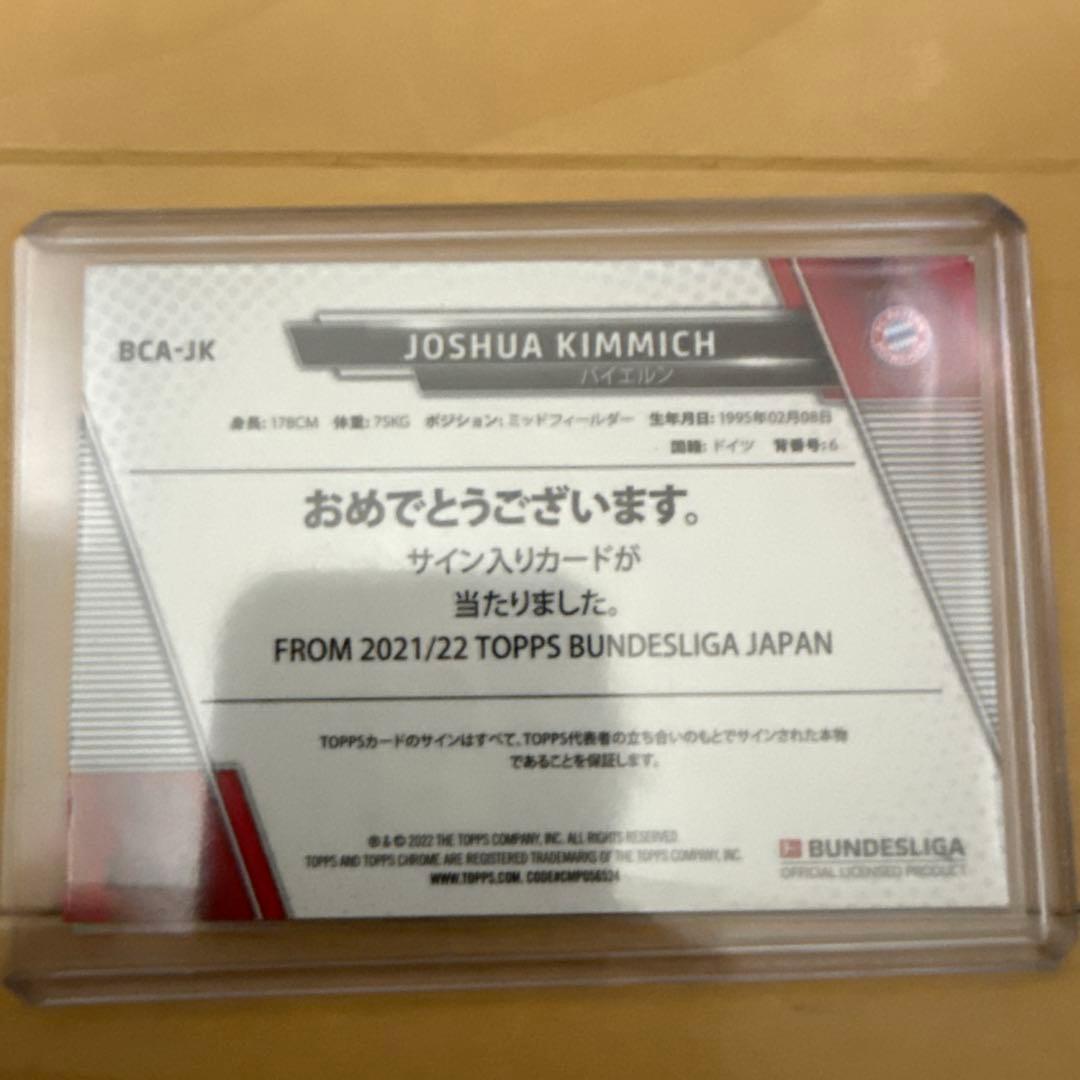 BCA-JK
JOSHUA KIMMICH
バイエルン
身長: 178CM 体重: 75KG ポジション: ミッドフィールダー 生年月日: 1995年02月08日
国籍: ドイツ 背番号: 6
おめでとうございます。
サイン入りカードが
当たりました。
FROM 2021/22 TOPPS BUNDESLIGA JAPAN
TOPPSカードのサインはすべて、TOPPS代表者の立ち合いのもとでサインされた本物
であることを保証します。
® & © 2022 THE TOPPS COMPANY, INC. ALL RIGHTS RESERVED
TOPPS AND TOPPS CHROME ARE REGISTERED TRADEMARKS OF THE TOPPS COMPANY, INC.
WWW.TOPPS.COM. CODE#CMP056524
BUNDESLIGA
OFFICIAL LICENSED PRODUCT